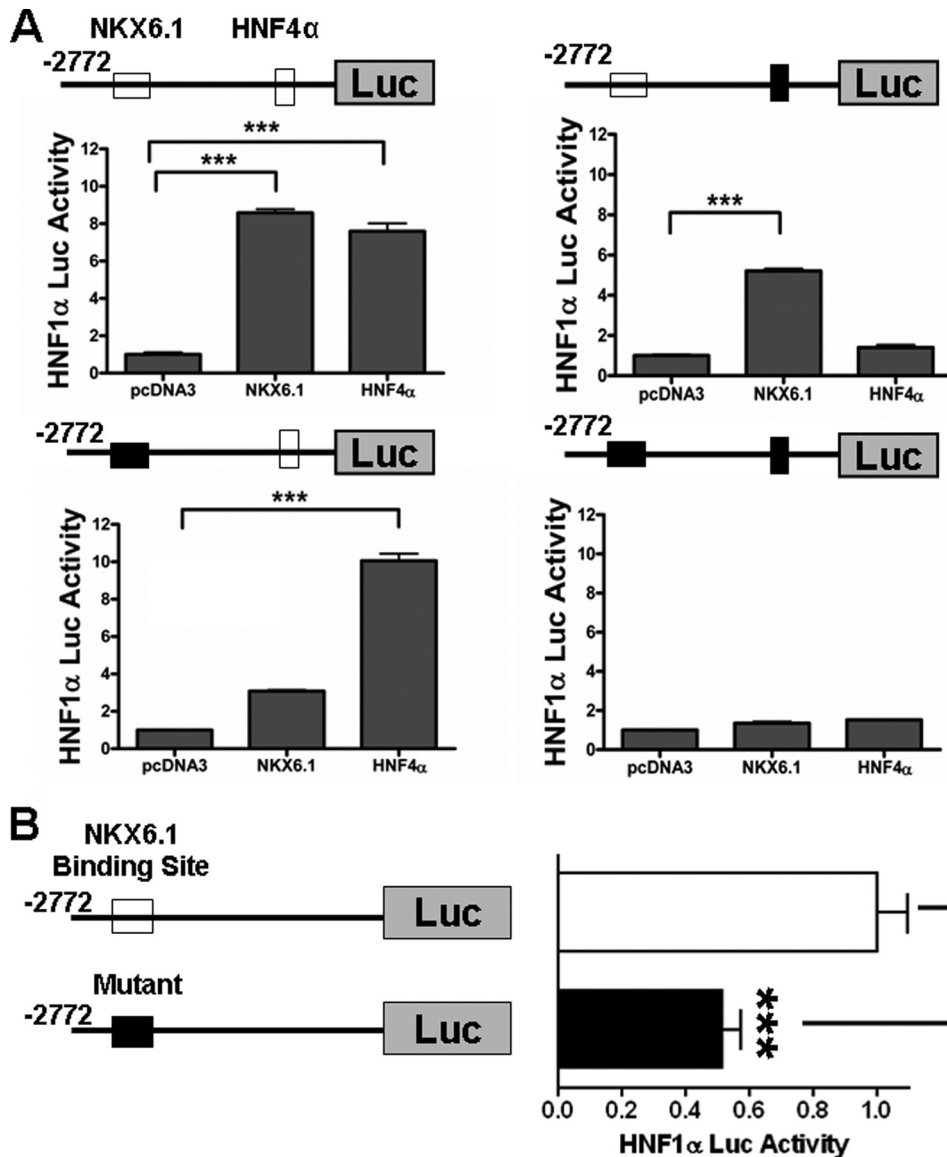 A
NKX6.1 HNF4α
-2772
Luc
HNF1α Luc Activity
12
10
8
6
4
2
0
***
***
pcDNA3 NKX6.1 HNF4α
-2772
Luc
HNF1α Luc Activity
12
10
8
6
4
2
0
***
pcDNA3 NKX6.1 HNF4α
-2772
Luc
HNF1α Luc Activity
12
10
8
6
4
2
0
***
pcDNA3 NKX6.1 HNF4α
-2772
Luc
HNF1α Luc Activity
12
10
8
6
4
2
0
pcDNA3 NKX6.1 HNF4α
B
NKX6.1
Binding Site
-2772
Luc
Mutant
-2772
Luc
***
0.0 0.2 0.4 0.6 0.8 1.0
HNF1α Luc Activity